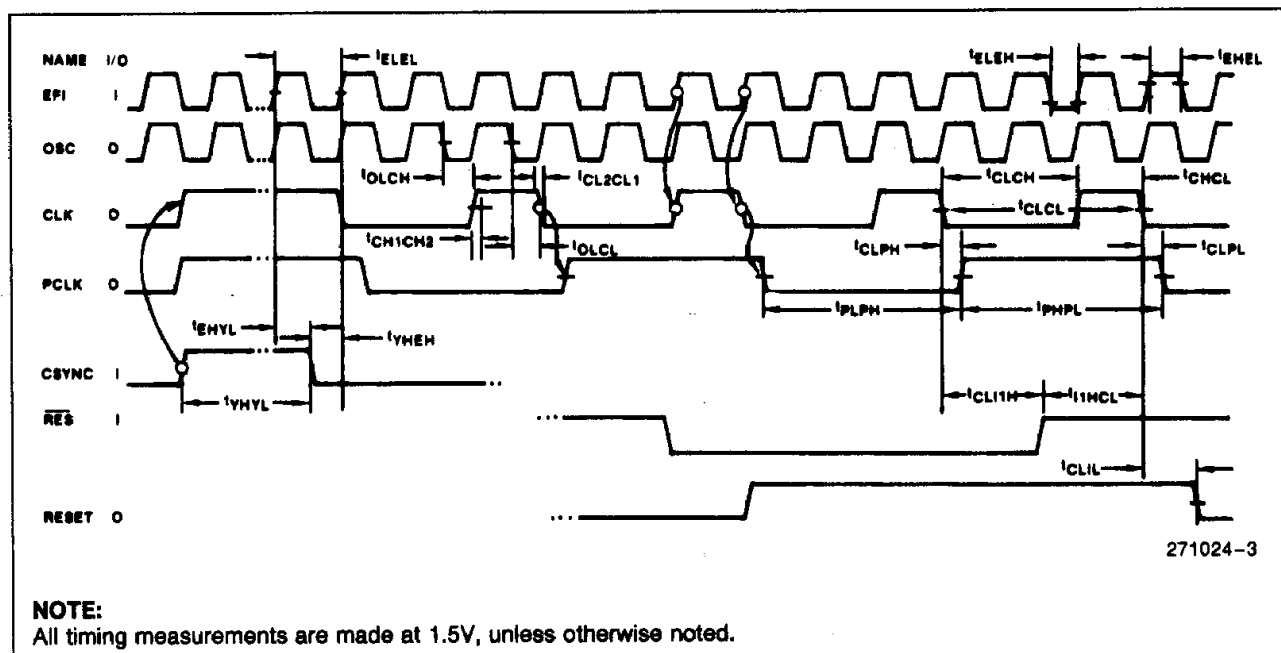 NAME I/O
tELEL
tELEH
tEHEL
EFI I
OSC O
tOLCH
tCL2CL1
tCLCH
tCHCL
CLK O
tCLCL
tCH1CH2
tOLCL
tCLPH
tCLPL
PCLK O
tPLPH
tPHPL
tEHYL
tYHEH
CSYNC I
tYHYL
tCLI1H
tI1HCL
RES I
tCLIL
RESET O
271024-3
NOTE:
All timing measurements are made at 1.5V, unless otherwise noted.